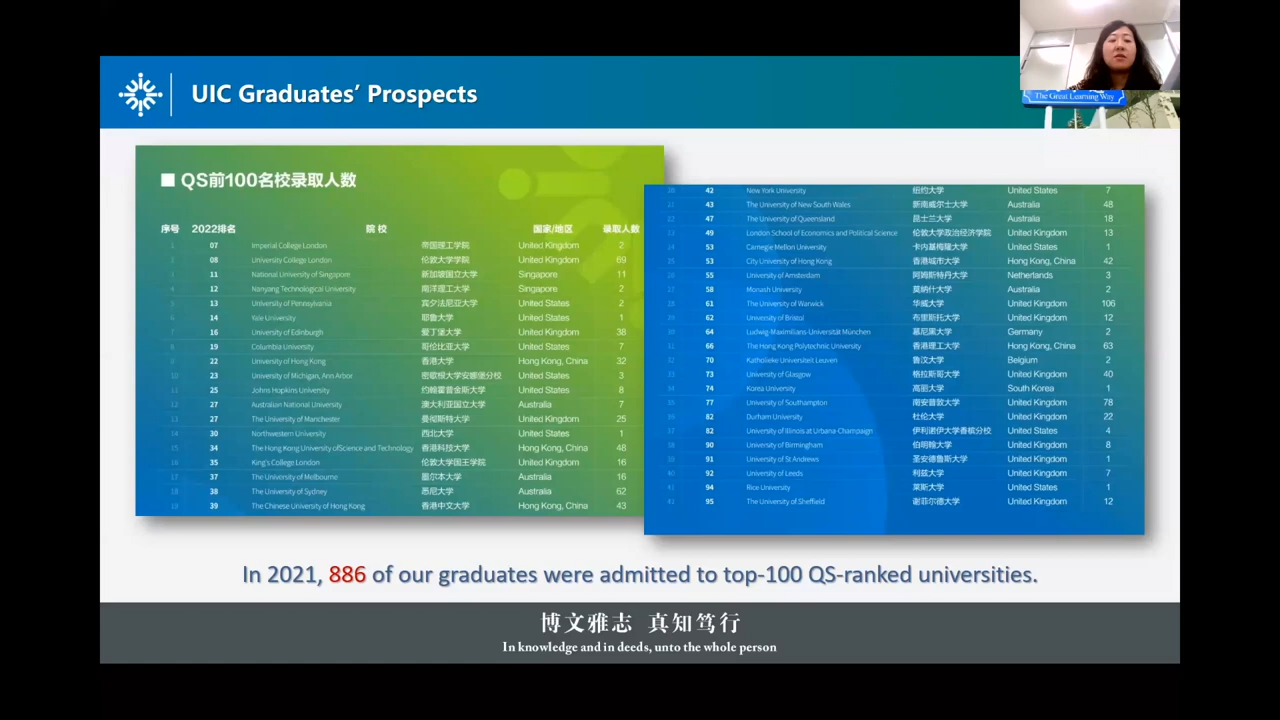 UIC Graduates' Prospects
The Great Learning Way
■ QS前100名校录取人数
序号 2022排名 院 校 国家/地区 录取人数
1 07 Imperial College London 帝国理工学院 United Kingdom 2
08 University College London 伦敦大学学院 United Kingdom 69
11 National University of Singapore 新加坡国立大学 Singapore 11
12 Nanyang Technological University 南洋理工大学 Singapore 2
13 University of Pennsylvania 宾夕法尼亚大学 United States 2
14 Yale University 耶鲁大学 United States 1
16 University of Edinburgh 爱丁堡大学 United Kingdom 38
19 Columbia University 哥伦比亚大学 United States 7
22 University of Hong Kong 香港大学 Hong Kong, China 32
10 23 University of Michigan, Ann Arbor 密歇根大学安娜堡分校 United States 3
11 25 Johns Hopkins University 约翰霍普金斯大学 United States 8
12 27 Australian National University 澳大利亚国立大学 Australia 7
13 27 The University of Manchester 曼彻斯特大学 United Kingdom 25
14 30 Northwestern University 西北大学 United States 1
15 34 The Hong Kong University ofScience and Technology 香港科技大学 Hong Kong, China 48
16 35 King's College London 伦敦大学国王学院 United Kingdom 16
17 37 The University of Melbourne 墨尔本大学 Australia 16
18 38 The University of Sydney 悉尼大学 Australia 62
19 39 The Chinese University of Hong Kong 香港中文大学 Hong Kong, China 43
42 New York University 纽约大学 United States 7
43 The University of New South Wales 新南威尔士大学 Australia 48
47 The University of Queensland 昆士兰大学 Australia 18
49 London School of Economics and Political Science 伦敦大学政治经济学院 United Kingdom 13
53 Carnegie Mellon University 卡内基梅隆大学 United States 1
53 City University of Hong Kong 香港城市大学 Hong Kong, China 42
55 University of Amsterdam 阿姆斯特丹大学 Netherlands 3
58 Monash University 莫纳什大学 Australia 2
61 The University of Warwick 华威大学 United Kingdom 106
62 University of Bristol 布里斯托大学 United Kingdom 12
64 Ludwig-Maximilians-Universität München 慕尼黑大学 Germany 2
66 The Hong Kong Polytechnic University 香港理工大学 Hong Kong, China 63
70 Katholieke Universiteit Leuven 鲁汶大学 Belgium 2
73 University of Glasgow 格拉斯哥大学 United Kingdom 40
74 Korea University 高丽大学 South Korea 1
77 University of Southampton 南安普敦大学 United Kingdom 78
82 Durham University 杜伦大学 United Kingdom 22
82 University of Illinois at Urbana-Champaign 伊利诺伊大学香槟分校 United States 4
90 University of Birmingham 伯明翰大学 United Kingdom 8
91 University of St Andrews 圣安德鲁斯大学 United Kingdom 1
92 University of Leeds 利兹大学 United Kingdom 7
94 Rice University 莱斯大学 United States 1
95 The University of Sheffield 谢菲尔德大学 United Kingdom 12
In 2021, 886 of our graduates were admitted to top-100 QS-ranked universities.
博文雅志 真知笃行
In knowledge and in deeds, unto the whole person